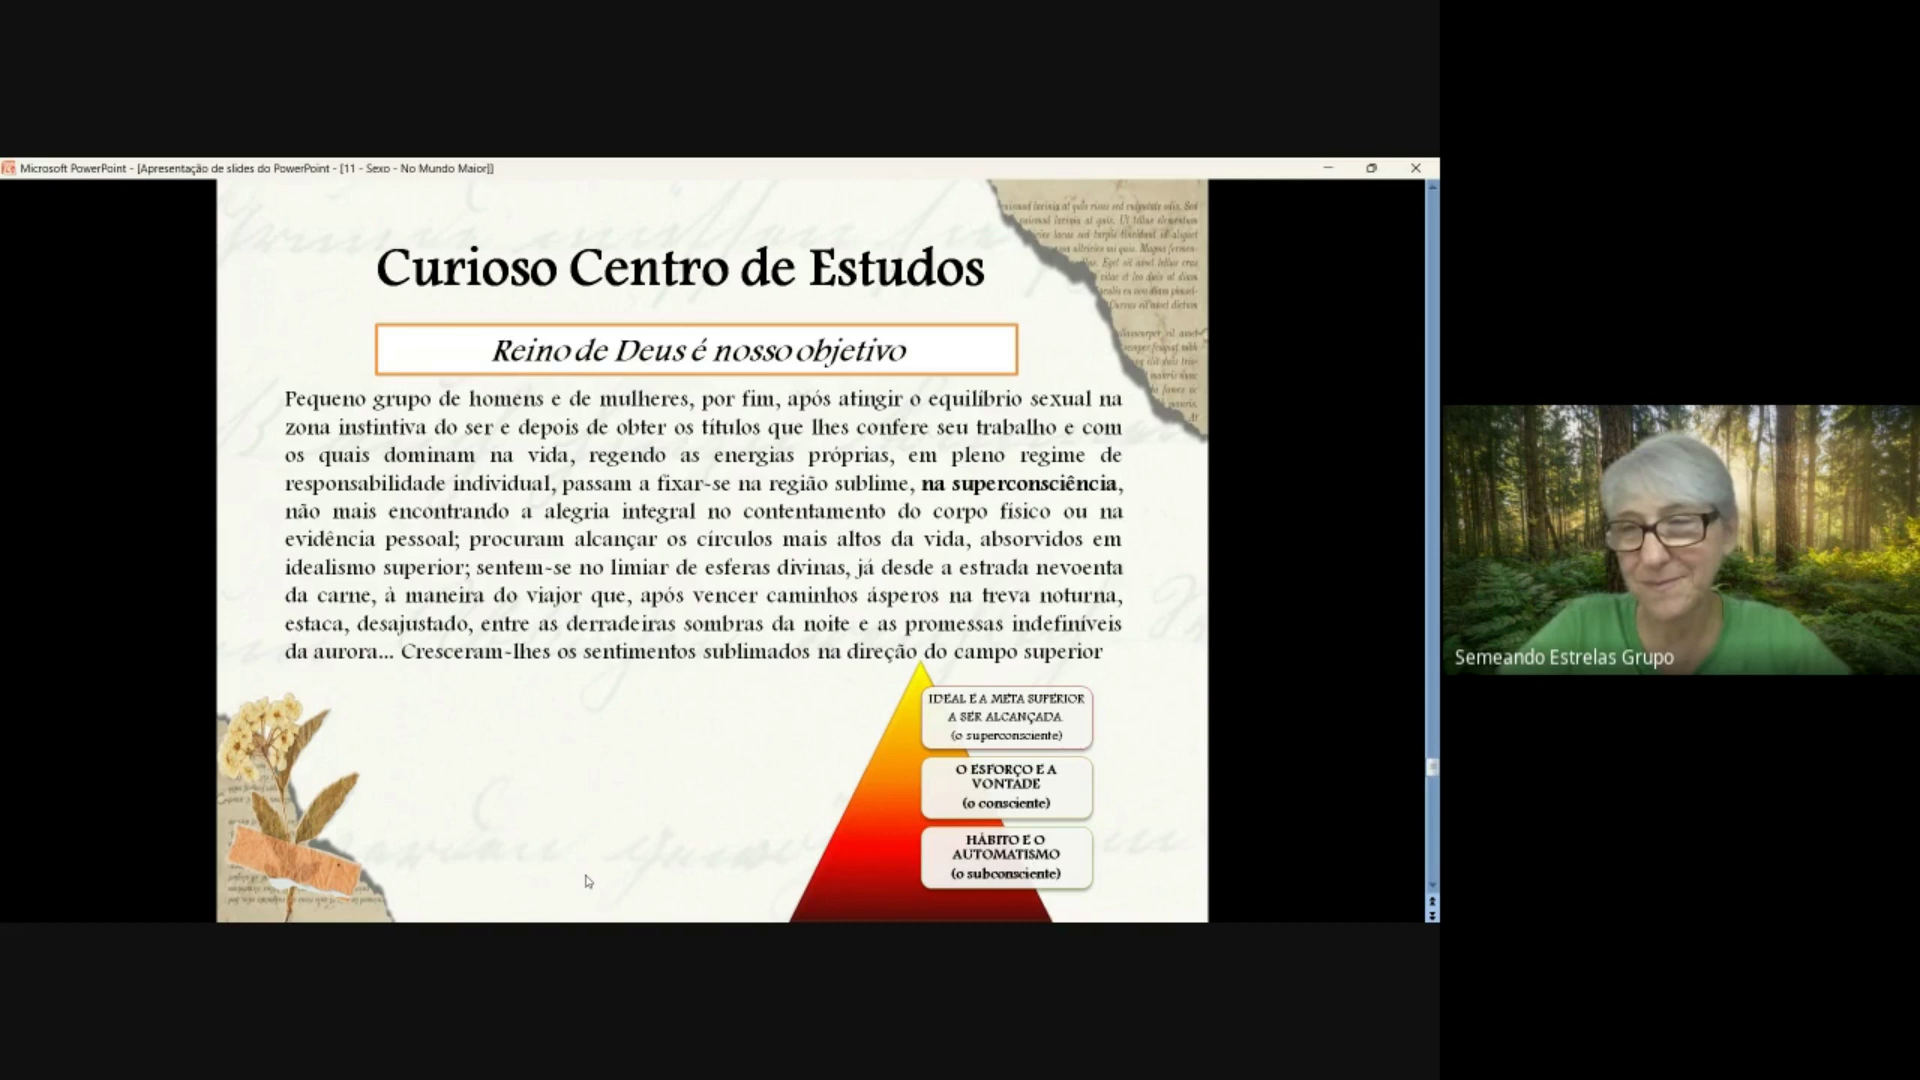 Microsoft PowerPoint - [Apresentação de slides do PowerPoint - [11 - Sexo - No Mundo Maior]]
Curioso Centro de Estudos
Reino de Deus é nosso objetivo
Pequeno grupo de homens e de mulheres, por fim, após atingir o equilíbrio sexual na
zona instintiva do ser e depois de obter os títulos que lhes confere seu trabalho e com
os quais dominam na vida, regendo as energias próprias, em pleno regime de
responsabilidade individual, passam a fixar-se na região sublime, na superconsciência,
não mais encontrando a alegria integral no contentamento do corpo físico ou na
evidência pessoal; procuram alcançar os círculos mais altos da vida, absorvidos em
idealismo superior; sentem-se no limiar de esferas divinas, já desde a estrada nevoenta
da carne, à maneira do viajor que, após vencer caminhos ásperos na treva noturna,
estaca, desajustado, entre as derradeiras sombras da noite e as promessas indefiníveis
da aurora... Cresceram-lhes os sentimentos sublimados na direção do campo superior
IDEAL E A META SUPERIOR
A SER ALCANÇADA
(o superconsciente)
O ESFORÇO E A
VONTADE
(o consciente)
HÁBITO E O
AUTOMATISMO
(o subconsciente)
Semeando Estrelas Grupo